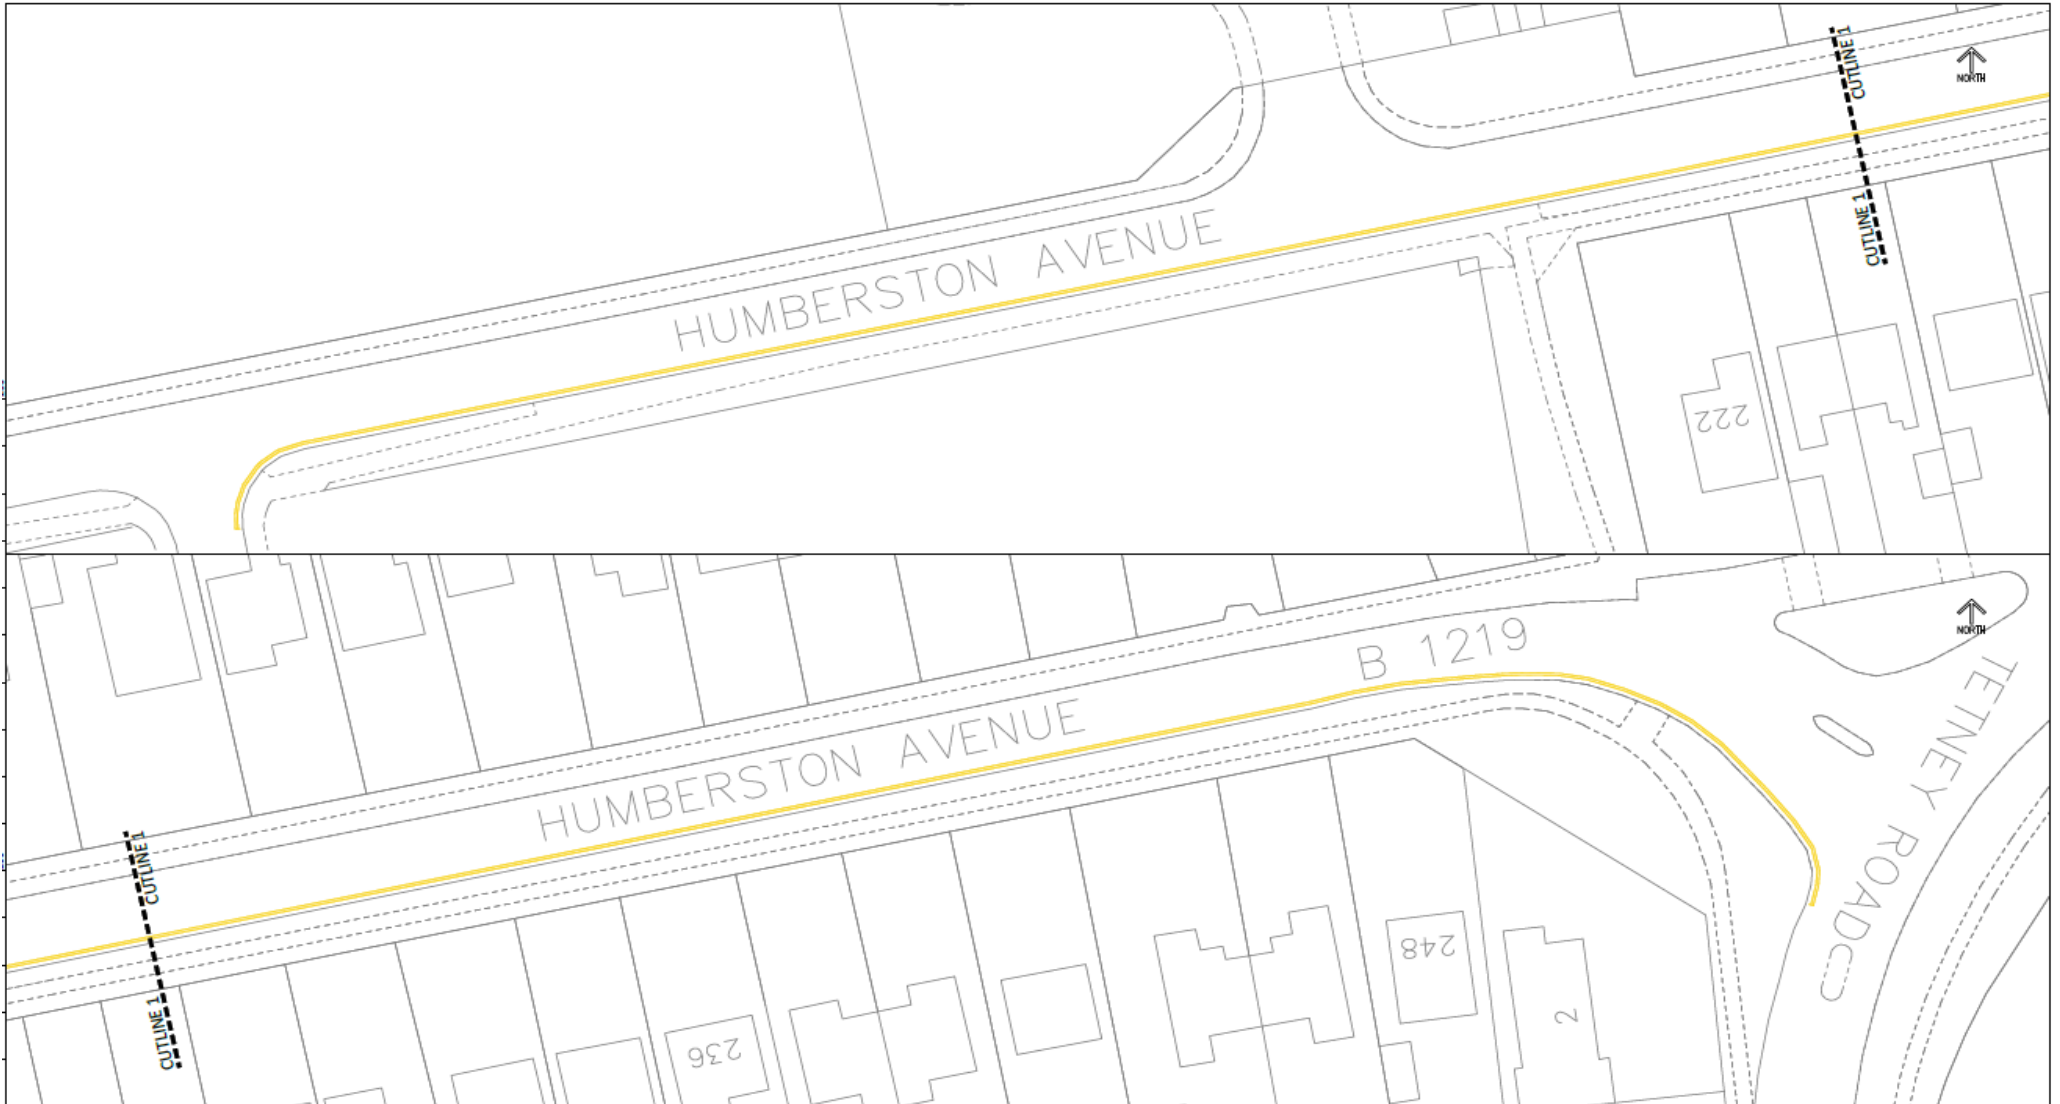 CUTLINE 1
NORTH
HUMBERSTON AVENUE
CUTLINE 1
222
B 1219
NORTH
TETNEY ROAD
HUMBERSTON AVENUE
CUTLINE 1
248
2
CUTLINE 1
236